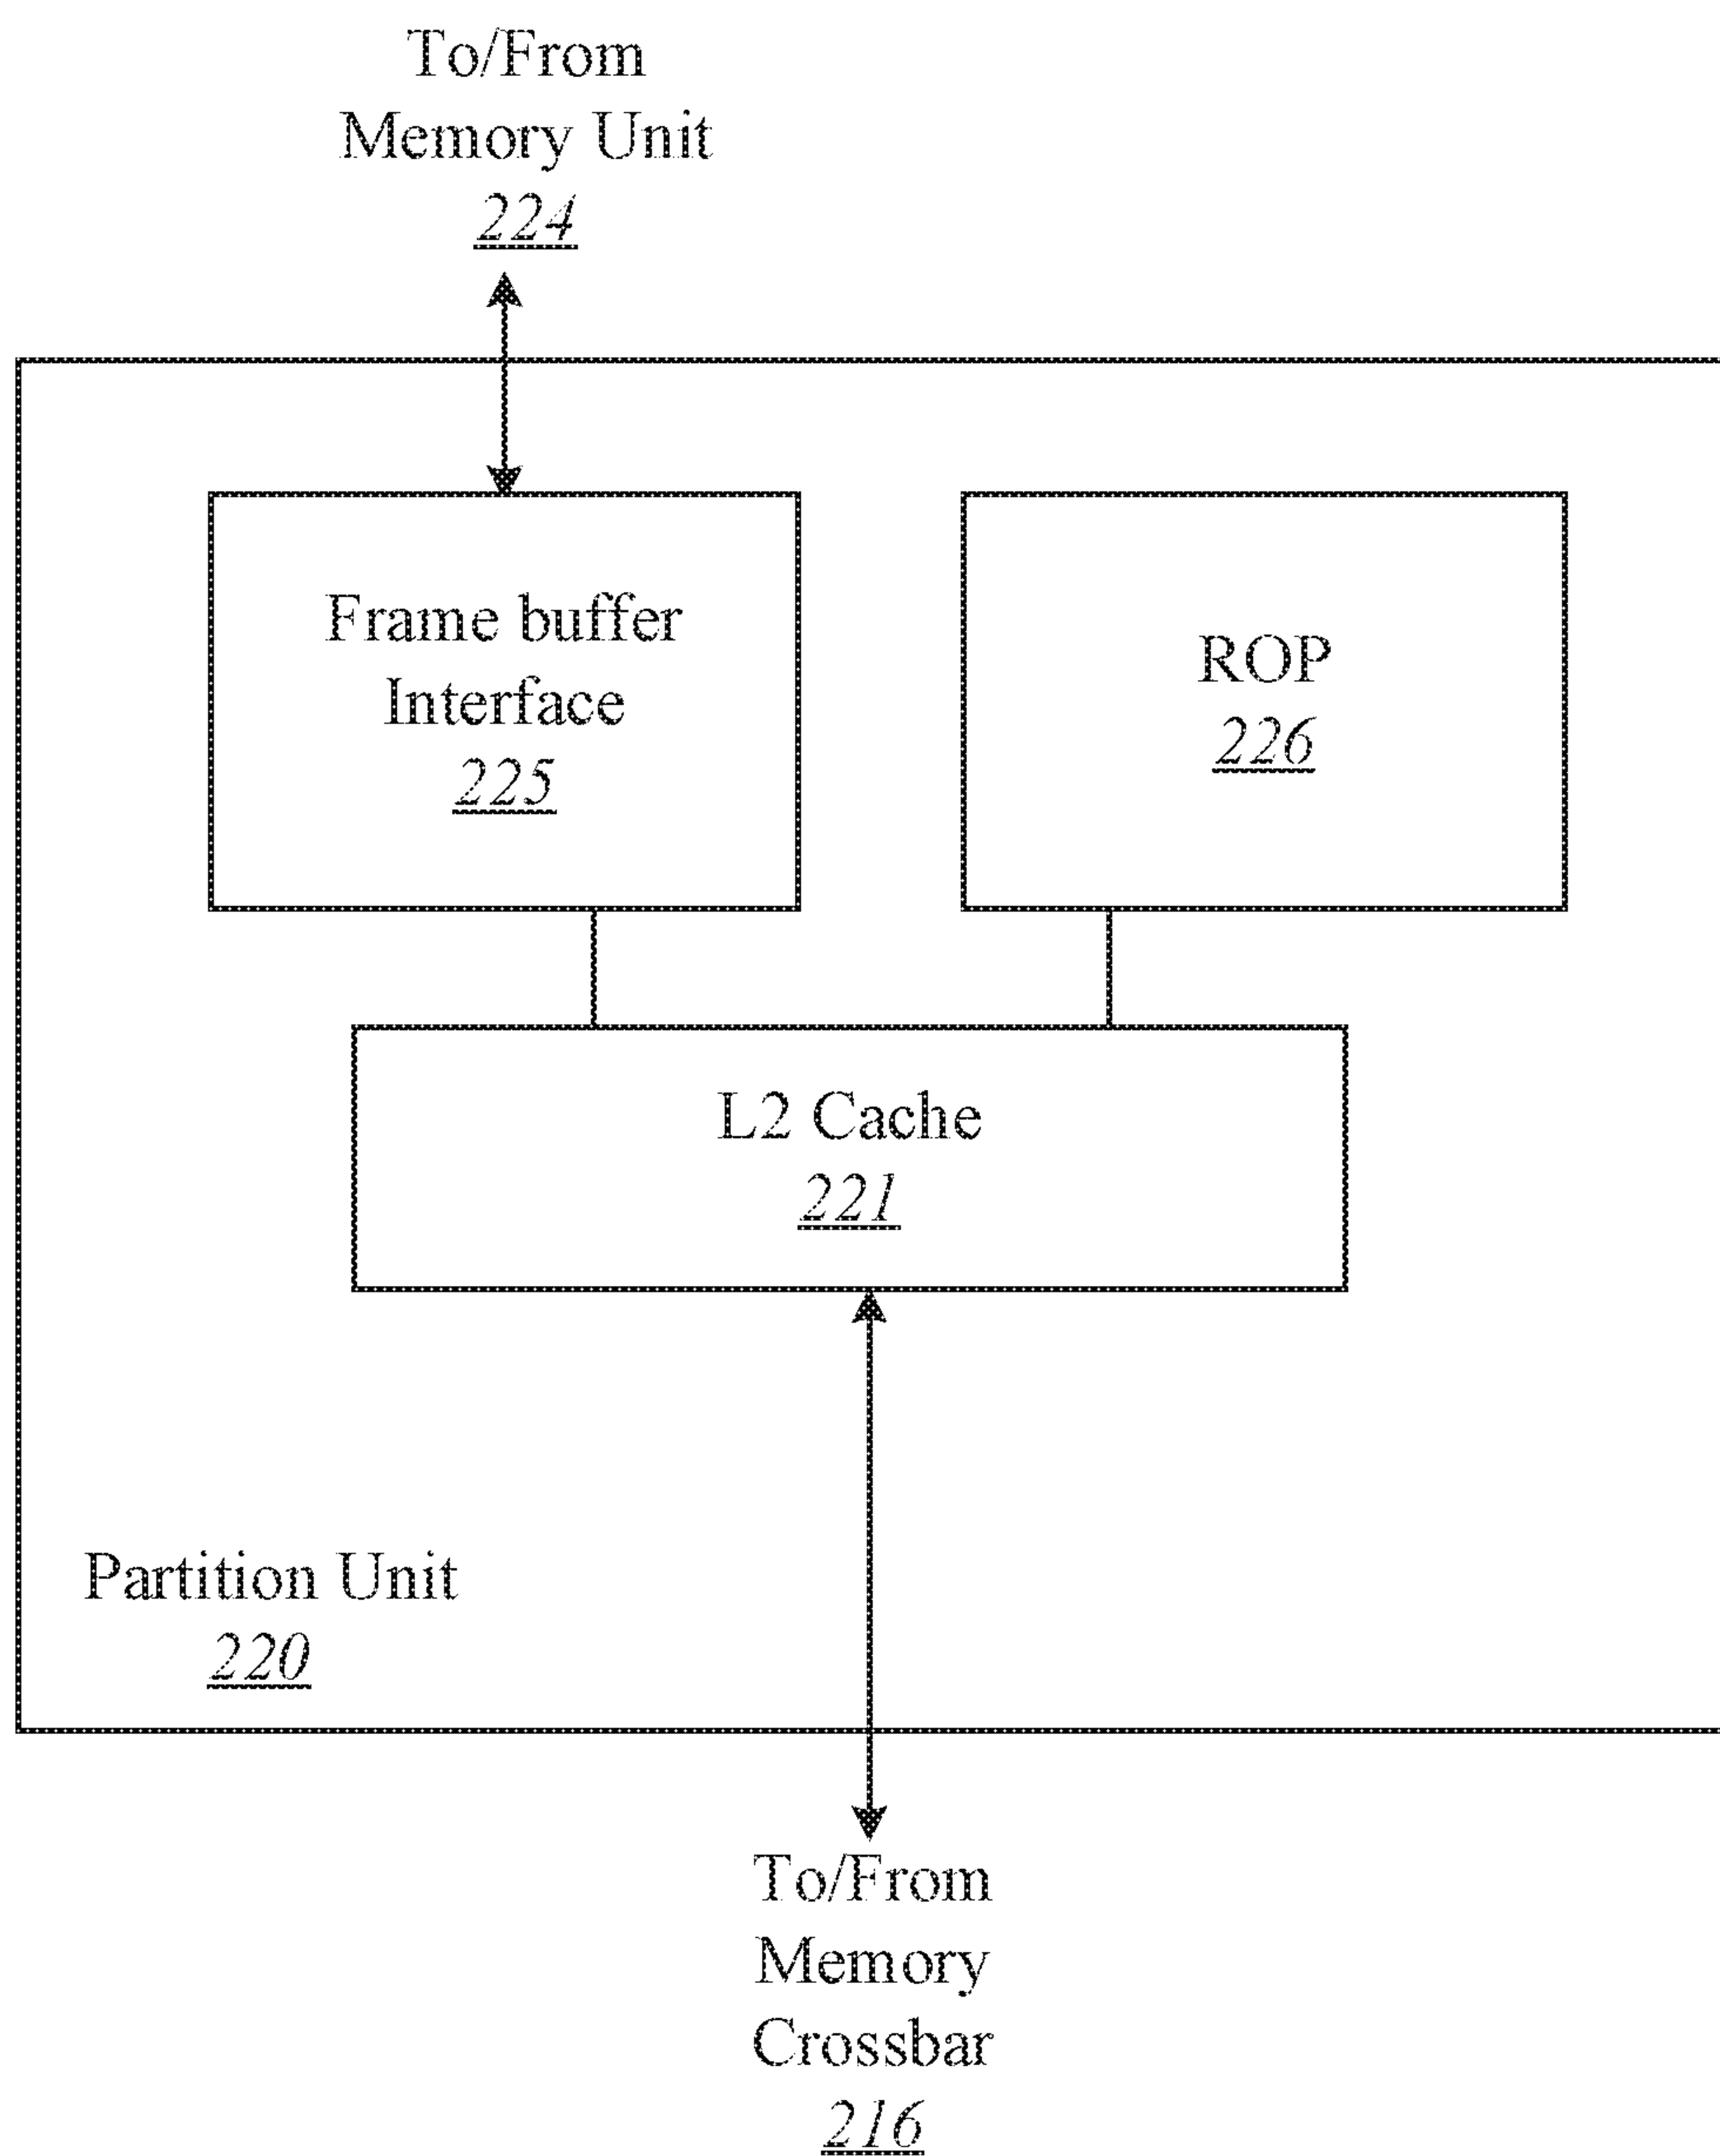 To/From
Memory Unit
224
Frame buffer
Interface
225
ROP
226
L2 Cache
221
Partition Unit
220
To/From
Memory
Crossbar
216